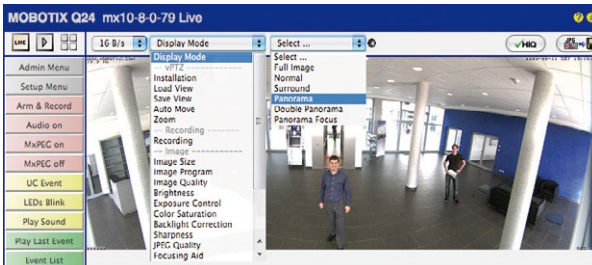 MOBOTIX Q24 mx10-8-0-79 Live
LIVE
16 B/s
Display Mode
Select ...
HIQ
JPG
Admin Menu
Setup Menu
Arm & Record
Audio on
MxPEG on
MxPEG off
UC Event
LEDs Blink
Play Sound
Play Last Event
Event List
Display Mode
-- vPTZ --
Installation
Load View
Save View
Auto Move
Zoom
-- Recording --
Recording
-- Image --
Image Size
Image Program
Image Quality
Brightness
Exposure Control
Color Saturation
Backlight Correction
Sharpness
JPEG Quality
Focusing Aid
Select ...
Full Image
Normal
Surround
Panorama
Double Panorama
Panorama Focus